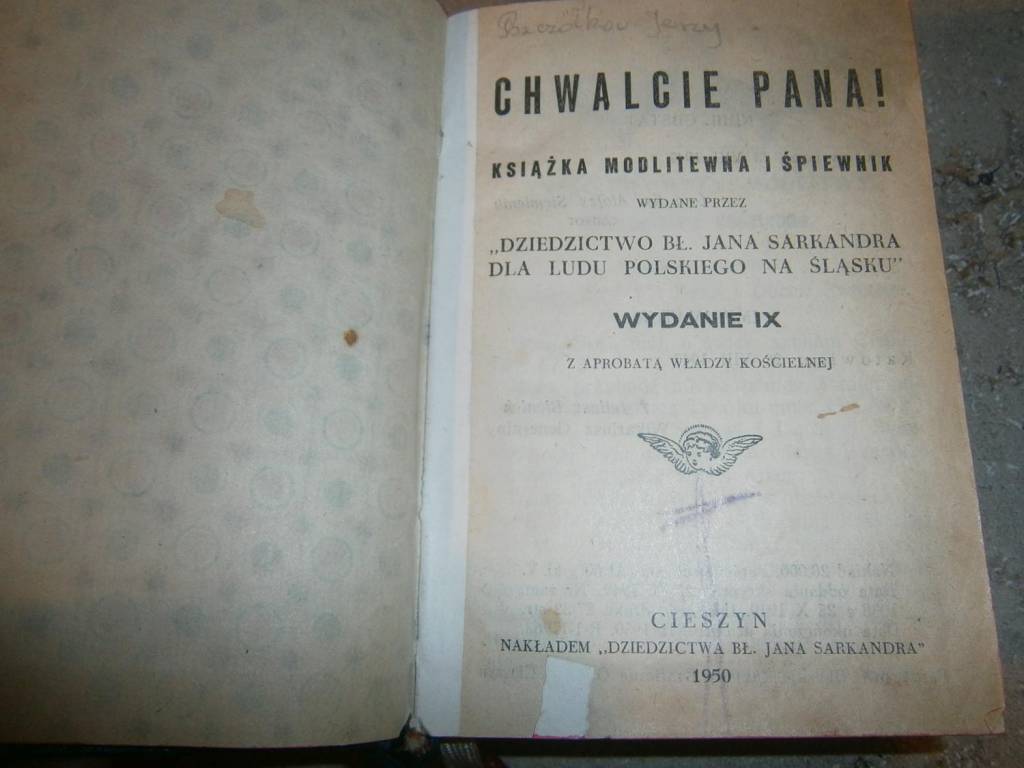 Jerzy
CHWALCIE PANA!
KSIĄŻKA MODLITEWNA I ŚPIEWNIK
WYDANE PRZEZ
„DZIEDZICTWO BŁ. JANA SARKANDRA
DLA LUDU POLSKIEGO NA ŚLĄSKU"
WYDANIE IX
Z APROBATĄ WŁADZY KOŚCIELNEJ
CIESZYN
NAKŁADEM „DZIEDZICTWA BŁ. JANA SARKANDRA"
1950